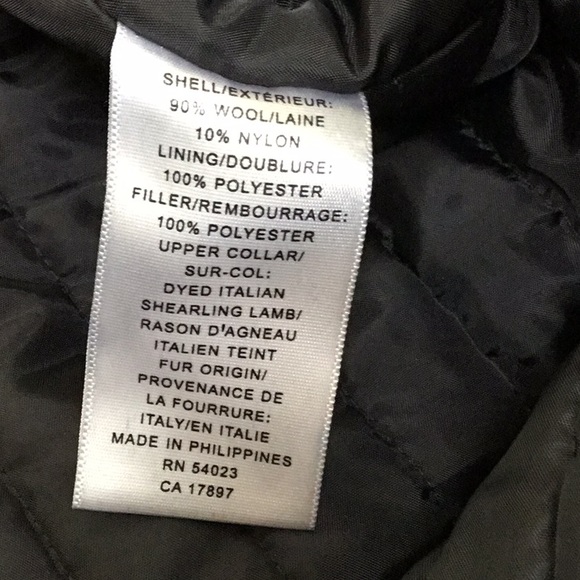 SHELL/EXTÉRIEUR:
90% WOOL/LAINE
10% NYLON
LINING/DOUBLURE:
100% POLYESTER
FILLER/REMBOURRAGE:
100% POLYESTER
UPPER COLLAR/
SUR-COL:
DYED ITALIAN
SHEARLING LAMB/
RASON D'AGNEAU
ITALIEN TEINT
FUR ORIGIN/
PROVENANCE DE
LA FOURRURE:
ITALY/EN ITALIE
MADE IN PHILIPPINES
RN 54023
CA 17897